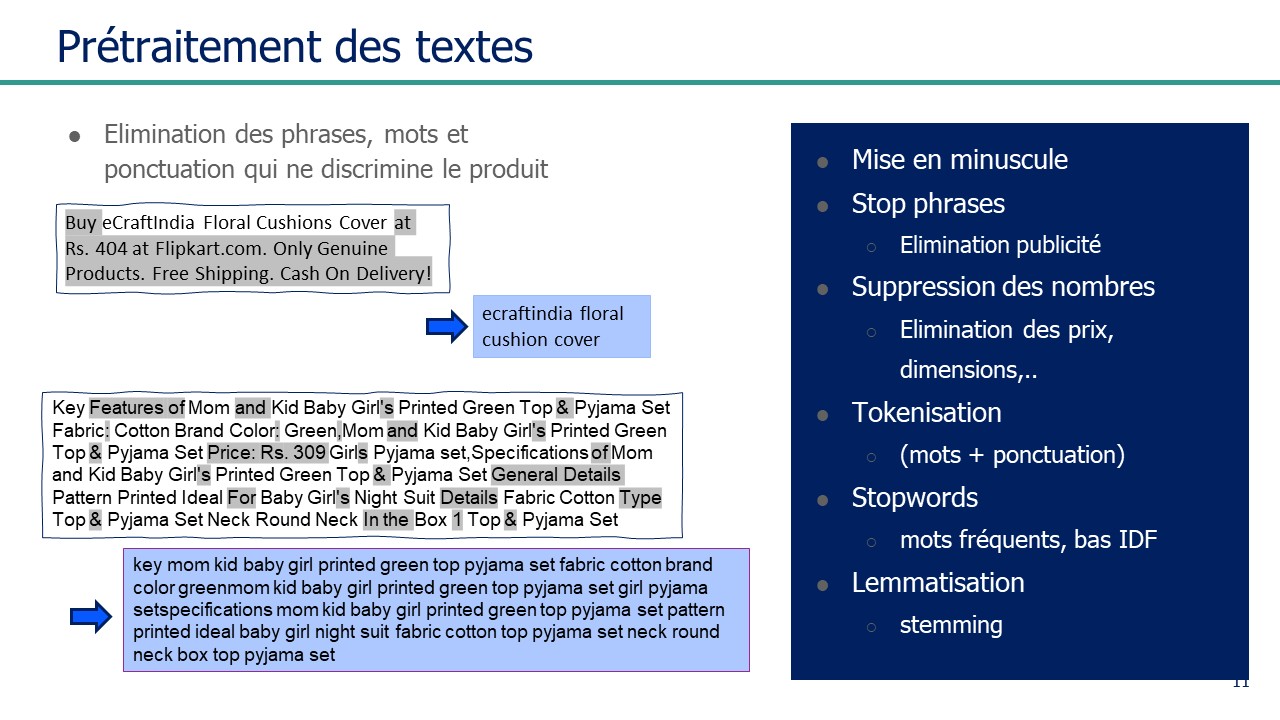 Prétraitement des textes
● Elimination des phrases, mots et
ponctuation qui ne discrimine le produit
Buy eCraftIndia Floral Cushions Cover at
Rs. 404 at Flipkart.com. Only Genuine
Products. Free Shipping. Cash On Delivery!
ecraftindia floral
cushion cover
Key Features of Mom and Kid Baby Girl's Printed Green Top & Pyjama Set
Fabric: Cotton Brand Color: Green,Mom and Kid Baby Girl's Printed Green
Top & Pyjama Set Price: Rs. 309 Girls Pyjama set,Specifications of Mom
and Kid Baby Girl's Printed Green Top & Pyjama Set General Details
Pattern Printed Ideal For Baby Girl's Night Suit Details Fabric Cotton Type
Top & Pyjama Set Neck Round Neck In the Box 1 Top & Pyjama Set
key mom kid baby girl printed green top pyjama set fabric cotton brand
color greenmom kid baby girl printed green top pyjama set girl pyjama
setspecifications mom kid baby girl printed green top pyjama set pattern
printed ideal baby girl night suit fabric cotton top pyjama set neck round
neck box top pyjama set
● Mise en minuscule
● Stop phrases
○ Elimination publicité
● Suppression des nombres
○ Elimination des prix,
dimensions,..
● Tokenisation
○ (mots + ponctuation)
● Stopwords
○ mots fréquents, bas IDF
● Lemmatisation
○ stemming
11